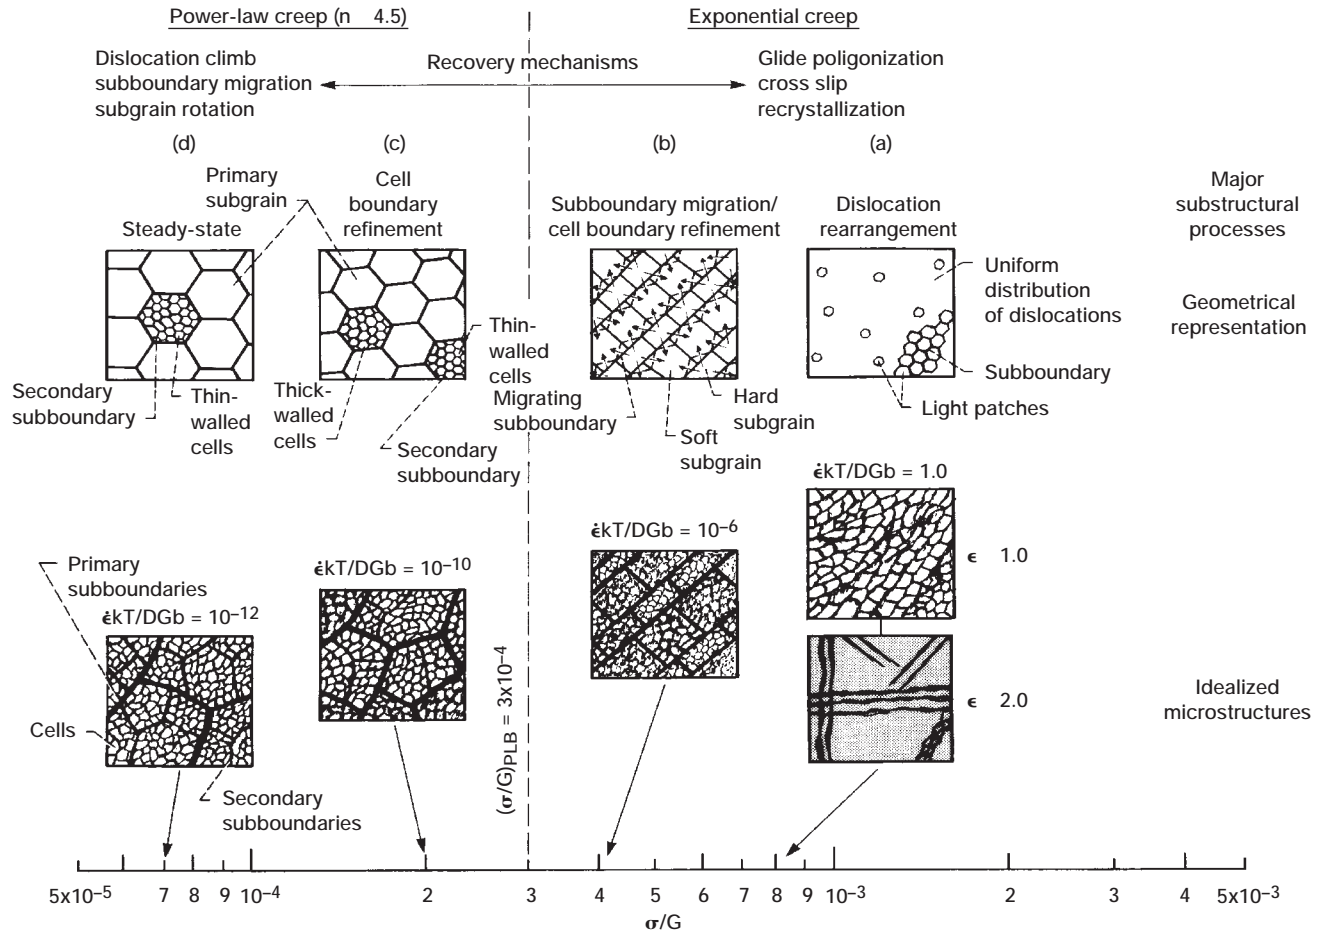 Power-law creep (n 4.5)
Exponential creep
Dislocation climb
subboundary migration
subgrain rotation
Recovery mechanisms
Glide poligonization
cross slip
recrystallization
(d)
(c)
(b)
(a)
Primary
subgrain
Steady-state
Cell
boundary
refinement
Subboundary migration/
cell boundary refinement
Dislocation
rearrangement
Major
substructural
processes
Uniform
distribution
of dislocations
Geometrical
representation
Thin-
walled
cells
Subboundary
Secondary
subboundary
Thin-
walled
cells
Thick-
walled
cells
Secondary
subboundary
Migrating
subboundary
Soft
subgrain
Hard
subgrain
Light patches
ε̇kT/DGb = 1.0
ε̇kT/DGb = 10⁻⁶
ε̇kT/DGb = 10⁻¹⁰
ε̇kT/DGb = 10⁻¹²
ϵ 1.0
ϵ 2.0
Primary
subboundaries
Cells
Secondary
subboundaries
(σ/G)PLB = 3x10⁻⁴
Idealized
microstructures
5x10⁻⁵ 7 8 9 10⁻⁴ 2 3 4 5 6 7 8 9 10⁻³ 2 3 4 5x10⁻³
σ/G